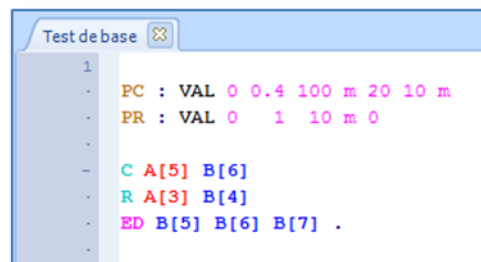 Test de base
1
PC : VAL 0 0.4 100 m 20 10 m
PR : VAL 0 1 10 m 0
C A[5] B[6]
R A[3] B[4]
ED B[5] B[6] B[7] .